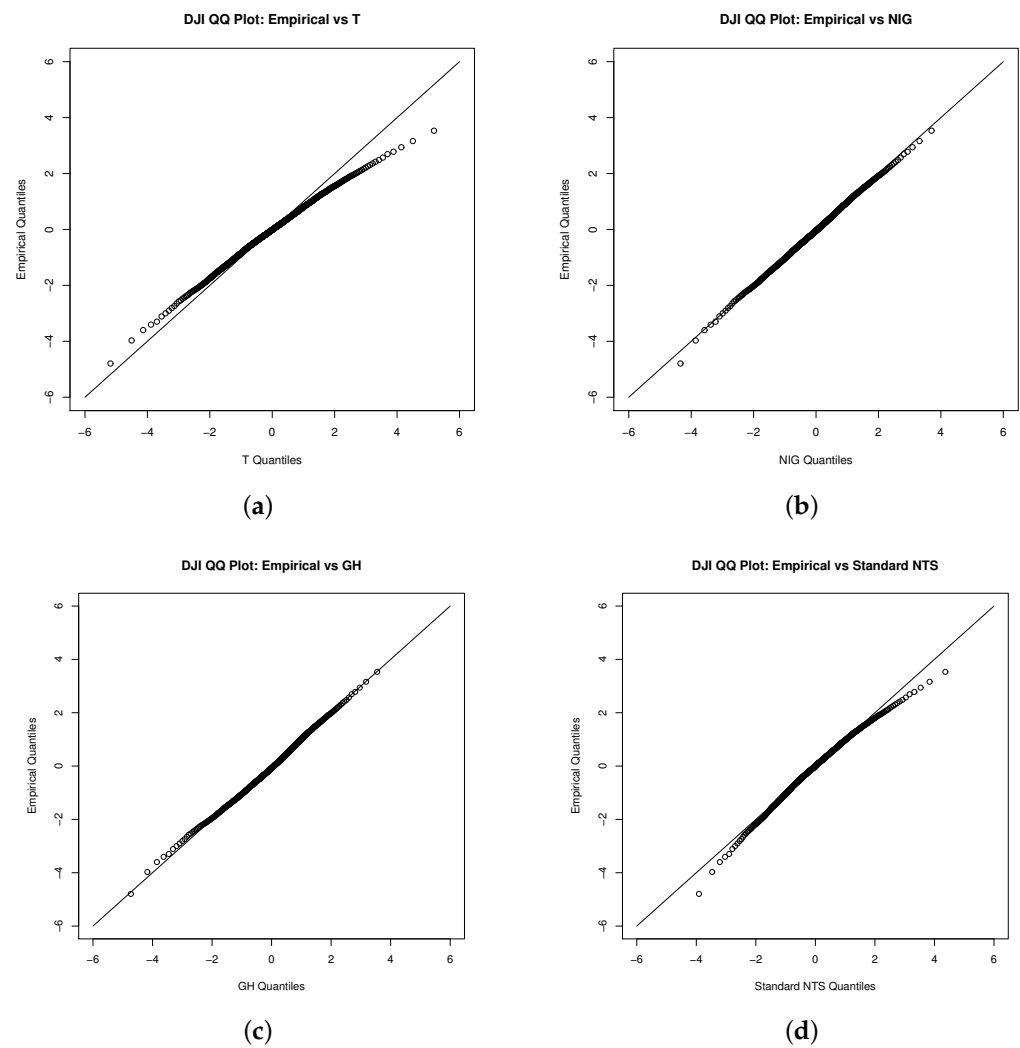 DJI QQ Plot: Empirical vs T
6
4
2
0
−2
−4
−6
Empirical Quantiles
−6 −4 −2 0 2 4 6
T Quantiles
(a)
DJI QQ Plot: Empirical vs NIG
6
4
2
0
−2
−4
−6
Empirical Quantiles
−6 −4 −2 0 2 4 6
NIG Quantiles
(b)
DJI QQ Plot: Empirical vs GH
6
4
2
0
−2
−4
−6
Empirical Quantiles
−6 −4 −2 0 2 4 6
GH Quantiles
(c)
DJI QQ Plot: Empirical vs Standard NTS
6
4
2
0
−2
−4
−6
Empirical Quantiles
−6 −4 −2 0 2 4 6
Standard NTS Quantiles
(d)